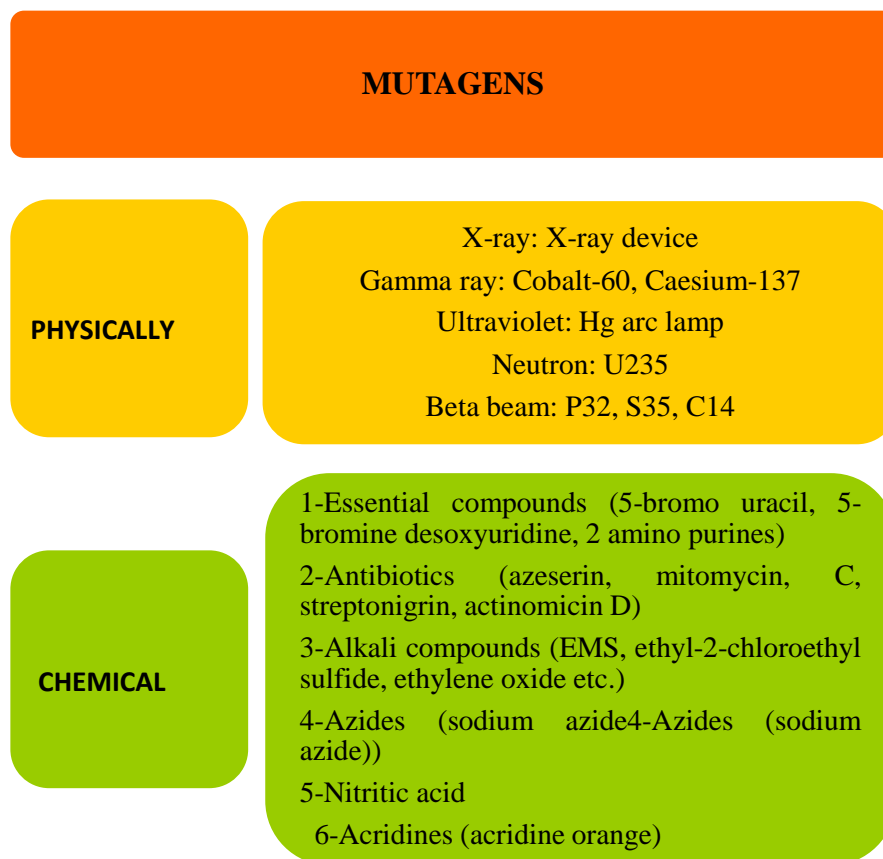 MUTAGENS
PHYSICALLY
X-ray: X-ray device
Gamma ray: Cobalt-60, Caesium-137
Ultraviolet: Hg arc lamp
Neutron: U235
Beta beam: P32, S35, C14
CHEMICAL
1-Essential compounds (5-bromo uracil, 5-
bromine desoxyuridine, 2 amino purines)
2-Antibiotics (azeserin, mitomycin, C,
streptonigrin, actinomicin D)
3-Alkali compounds (EMS, ethyl-2-chloroethyl
sulfide, ethylene oxide etc.)
4-Azides (sodium azide4-Azides (sodium
azide))
5-Nitritic acid
6-Acridines (acridine orange)